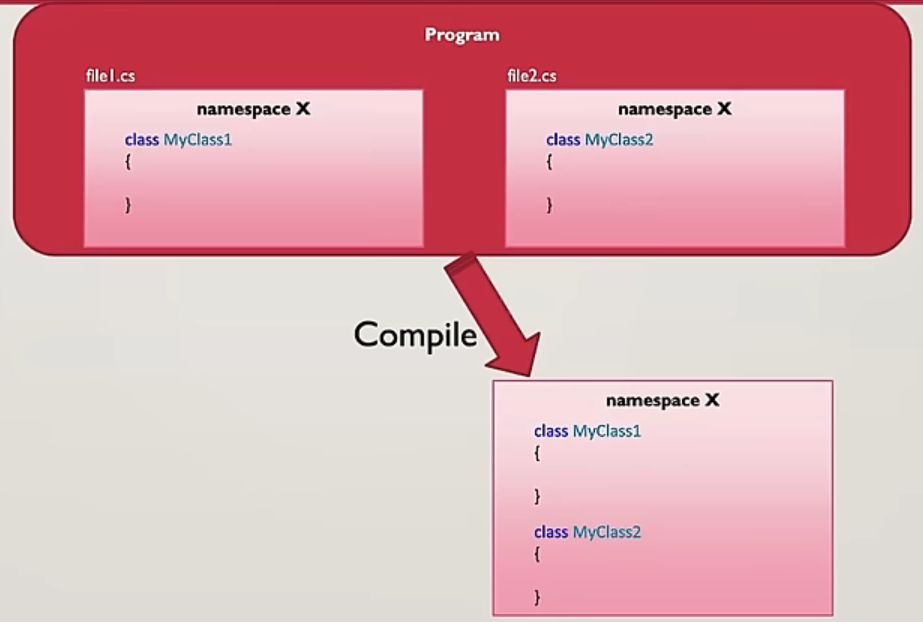 Program
file1.cs
namespace X
class MyClass1
{
}
file2.cs
namespace X
class MyClass2
{
}
Compile
namespace X
class MyClass1
{
}
class MyClass2
{
}